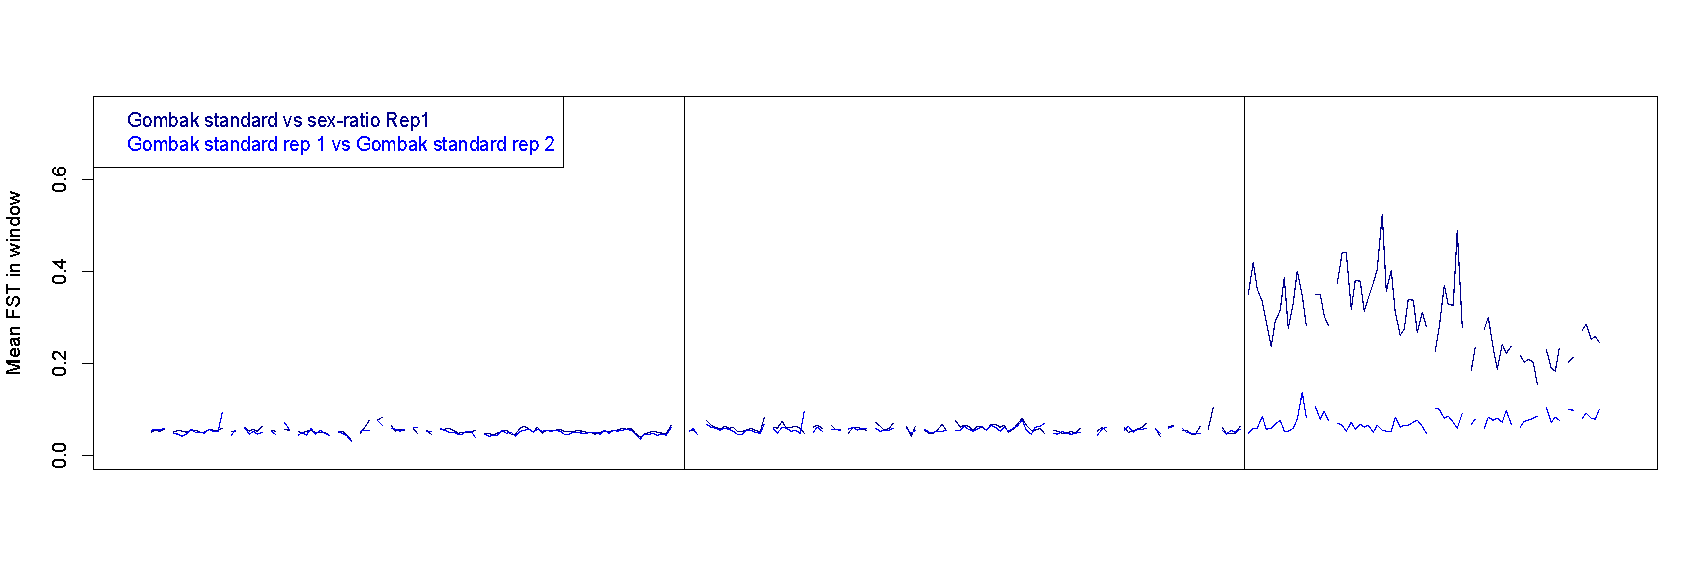 Gombak standard vs sex-ratio Rep1
Gombak standard rep 1 vs Gombak standard rep 2
Mean FST in window
0.6
0.4
0.2
0.0